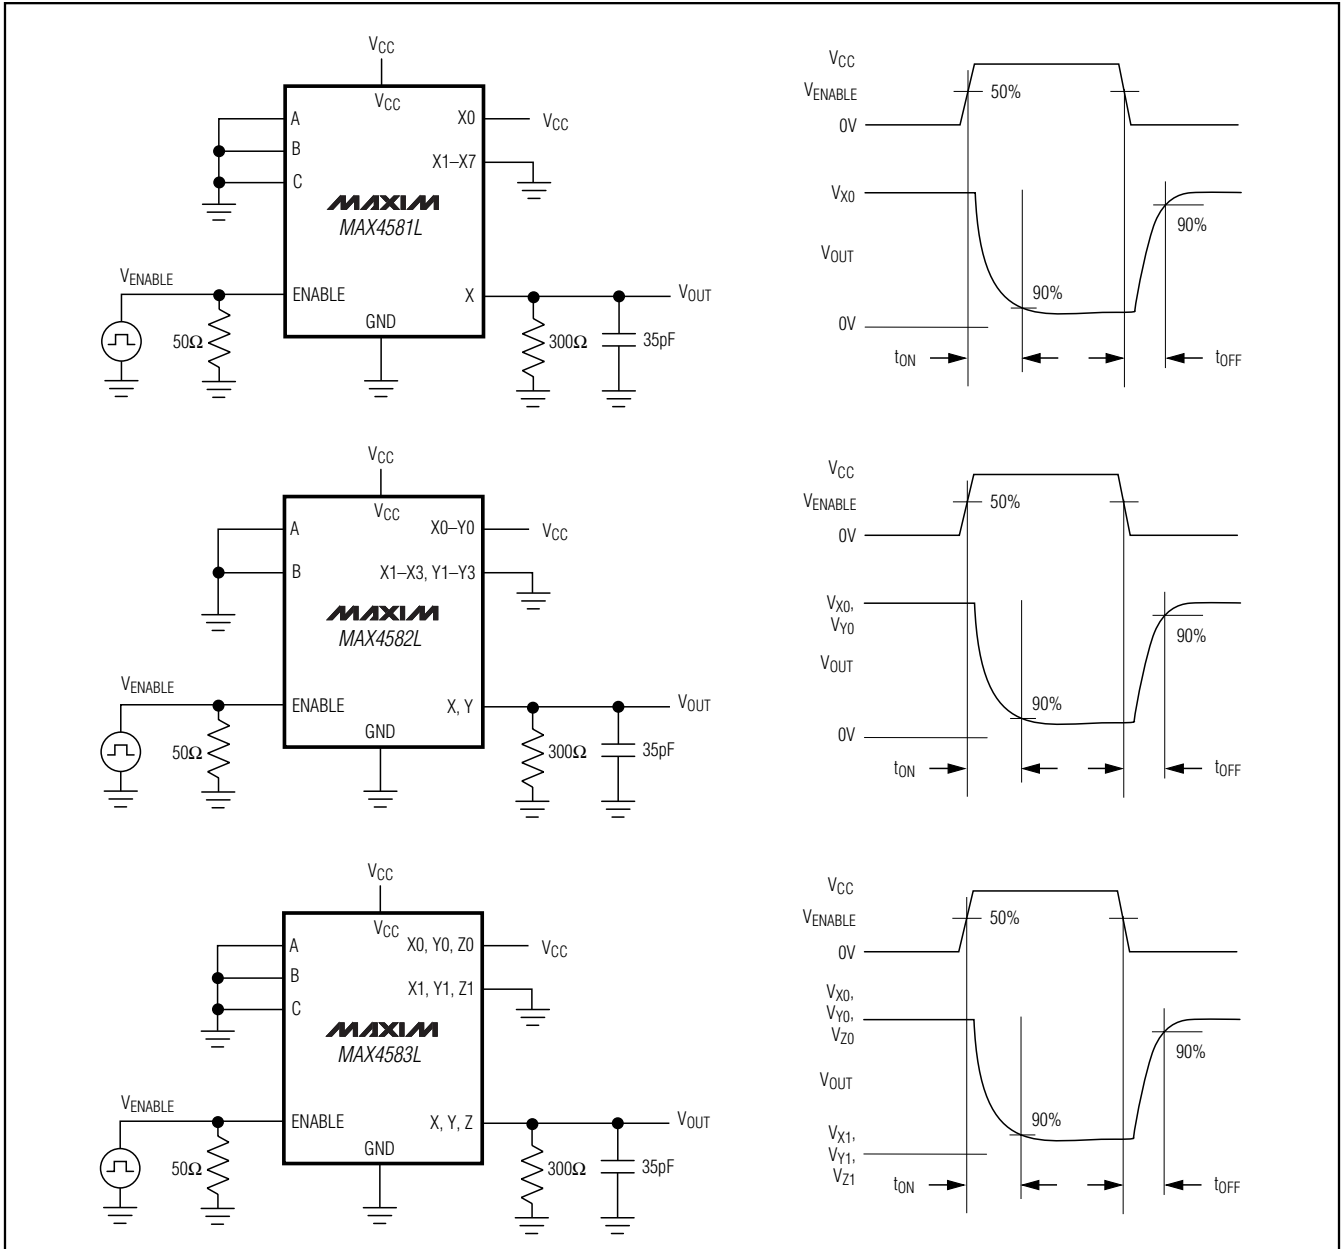 VCC
VCC
A
B
C
X0
VCC
X1–X7
MAXIM
MAX4581L
VENABLE
ENABLE
X
VOUT
GND
50Ω
300Ω
35pF
VCC
VENABLE
50%
0V
VX0
90%
VOUT
90%
0V
tON
tOFF
VCC
VCC
A
B
X0–Y0
VCC
X1–X3, Y1–Y3
MAXIM
MAX4582L
VENABLE
ENABLE
X, Y
VOUT
GND
50Ω
300Ω
35pF
VCC
VENABLE
50%
0V
VX0,
VY0
90%
VOUT
90%
0V
tON
tOFF
VCC
VCC
A
B
C
X0, Y0, Z0
VCC
X1, Y1, Z1
MAXIM
MAX4583L
VENABLE
ENABLE
X, Y, Z
VOUT
GND
50Ω
300Ω
35pF
VCC
VENABLE
50%
0V
VX0,
VY0,
VZ0
90%
VOUT
90%
VX1,
VY1,
VZ1
tON
tOFF